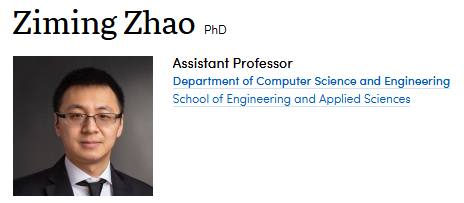 Ziming Zhao PhD
Assistant Professor
Department of Computer Science and Engineering
School of Engineering and Applied Sciences